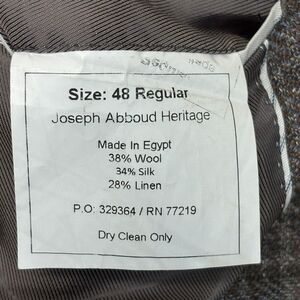 Size: 48 Regular
Joseph Abboud Heritage
Made In Egypt
38% Wool
34% Silk
28% Linen
P.O: 329364 / RN 77219
Dry Clean Only